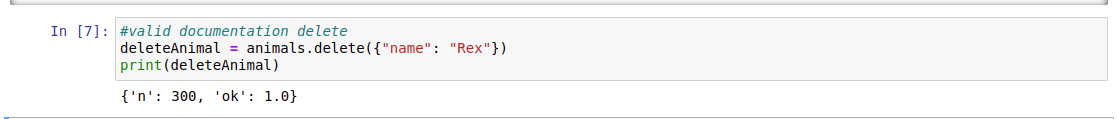 In [7]: #valid documentation delete
deleteAnimal = animals.delete({"name": "Rex"})
print(deleteAnimal)
{'n': 300, 'ok': 1.0}